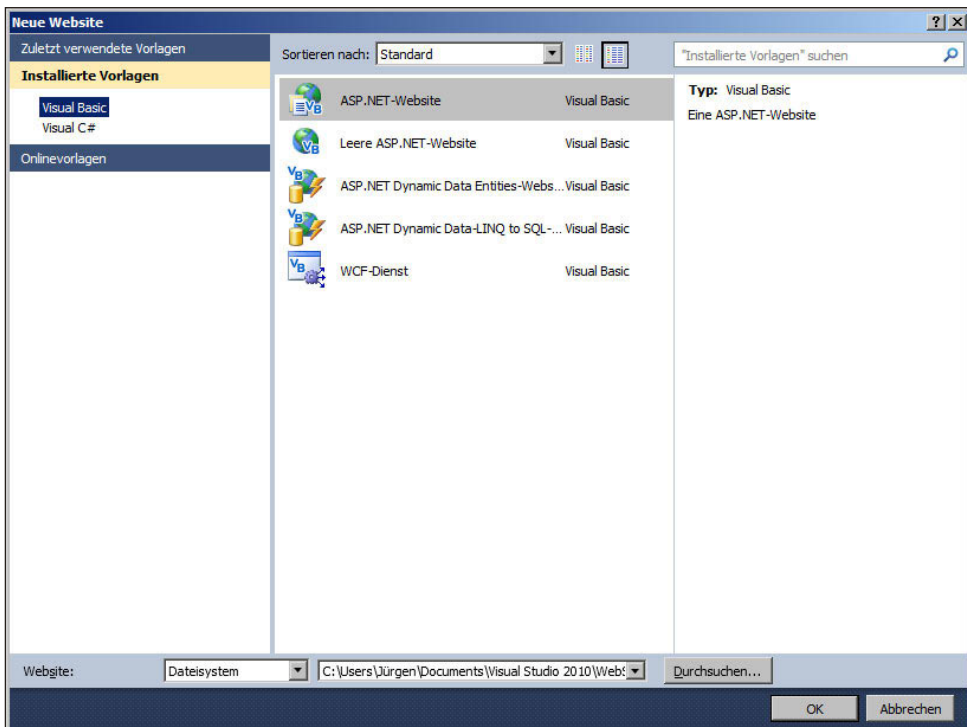 Neue Website
Zuletzt verwendete Vorlagen
Installierte Vorlagen
Visual Basic
Visual C#
Onlinevorlagen
Sortieren nach: Standard
ASP.NET-Website Visual Basic
Leere ASP.NET-Website Visual Basic
ASP.NET Dynamic Data Entities-Webs... Visual Basic
ASP.NET Dynamic Data-LINQ to SQL-... Visual Basic
WCF-Dienst Visual Basic
"Installierte Vorlagen" suchen
Typ: Visual Basic
Eine ASP.NET-Website
Website: Dateisystem C:\Users\Jürgen\Documents\Visual Studio 2010\WebS Durchsuchen...
OK Abbrechen